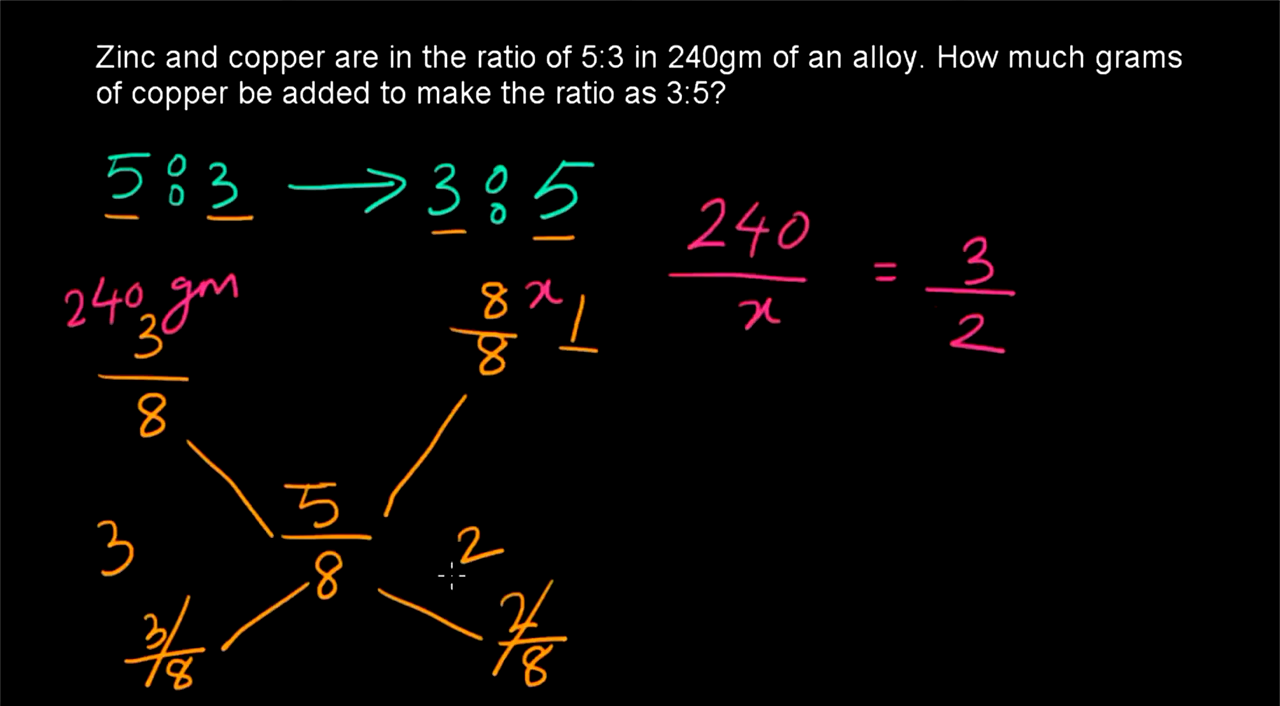 Zinc and copper are in the ratio of 5:3 in 240gm of an alloy. How much grams
of copper be added to make the ratio as 3:5?
5 : 3 → 3 : 5
240 gm
x
3/8
8/8
1
240/x = 3/2
5/8
3
2
3/8
2/8